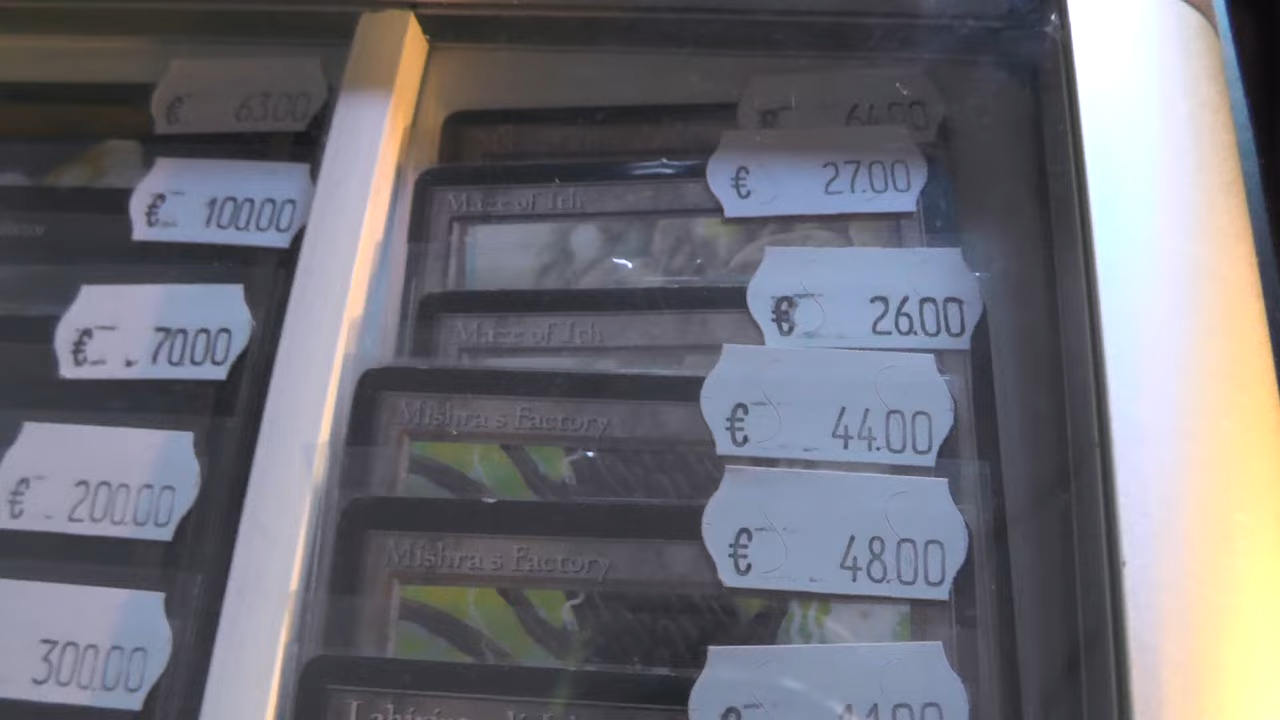 € 63.00
€ 100.00
€ 70.00
€ 200.00
300.00
€ 64.00
€ 27.00
Maze of Ith
€ 26.00
Maze of Ith
€ 44.00
Mishra's Factory
€ 48.00
Mishra's Factory